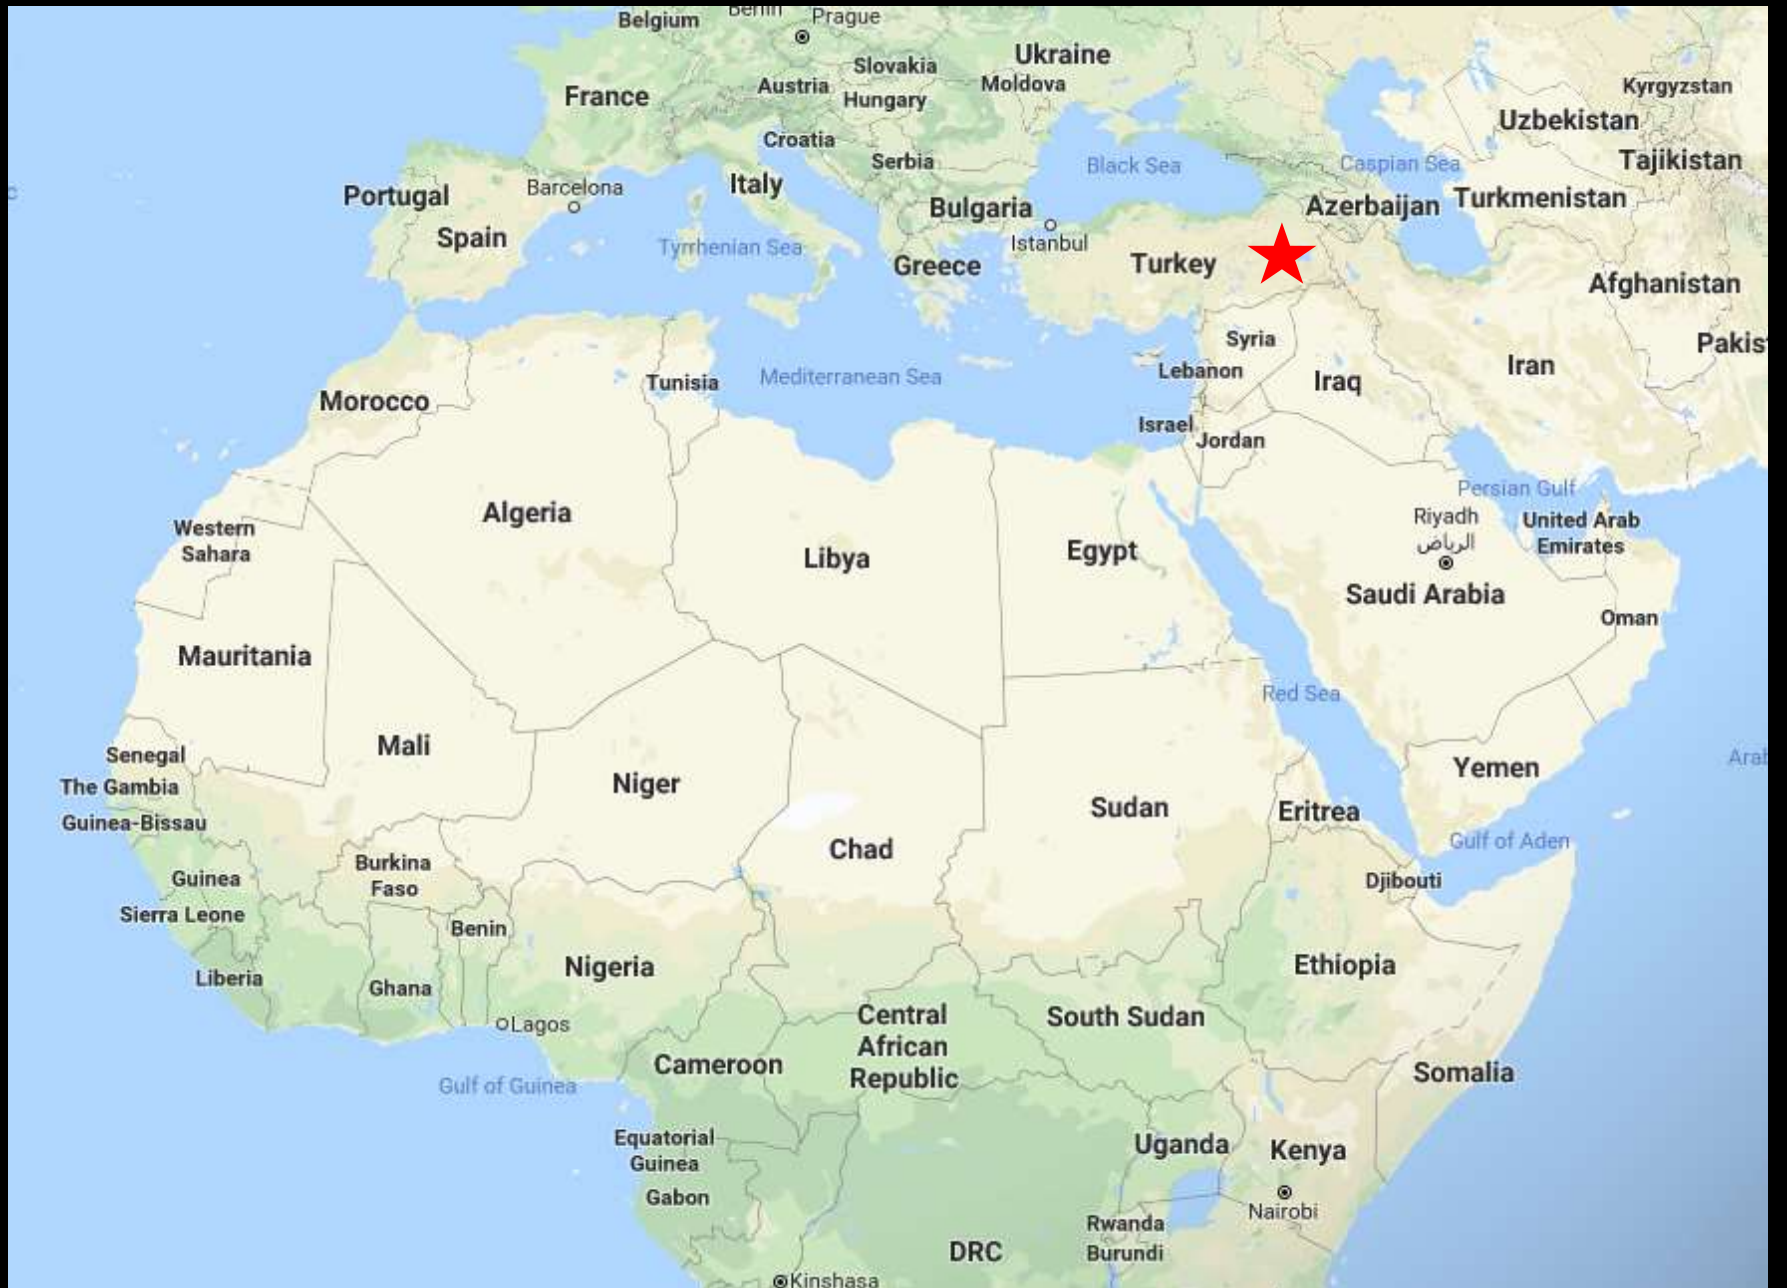 Belgium
Prague
Ukraine
Slovakia
Moldova
Austria
Hungary
France
Kyrgyzstan
Uzbekistan
Croatia
Serbia
Black Sea
Caspian Sea
Tajikistan
Portugal
Barcelona
Italy
Bulgaria
Azerbaijan
Turkmenistan
Spain
Tyrrhenian Sea
Istanbul
Greece
Turkey
Afghanistan
Syria
Pakis
Mediterranean Sea
Tunisia
Lebanon
Iraq
Iran
Morocco
Israel
Jordan
Persian Gulf
Algeria
Riyadh
الرياض
United Arab
Emirates
Western
Sahara
Libya
Egypt
Saudi Arabia
Oman
Mauritania
Red Sea
Senegal
Mali
The Gambia
Niger
Yemen
Arab
Guinea-Bissau
Sudan
Eritrea
Chad
Gulf of Aden
Burkina
Faso
Guinea
Djibouti
Sierra Leone
Benin
Liberia
Ghana
Nigeria
Ethiopia
Lagos
Central
African
Republic
South Sudan
Cameroon
Gulf of Guinea
Somalia
Equatorial
Guinea
Uganda
Kenya
Gabon
Nairobi
Rwanda
Burundi
DRC
Kinshasa